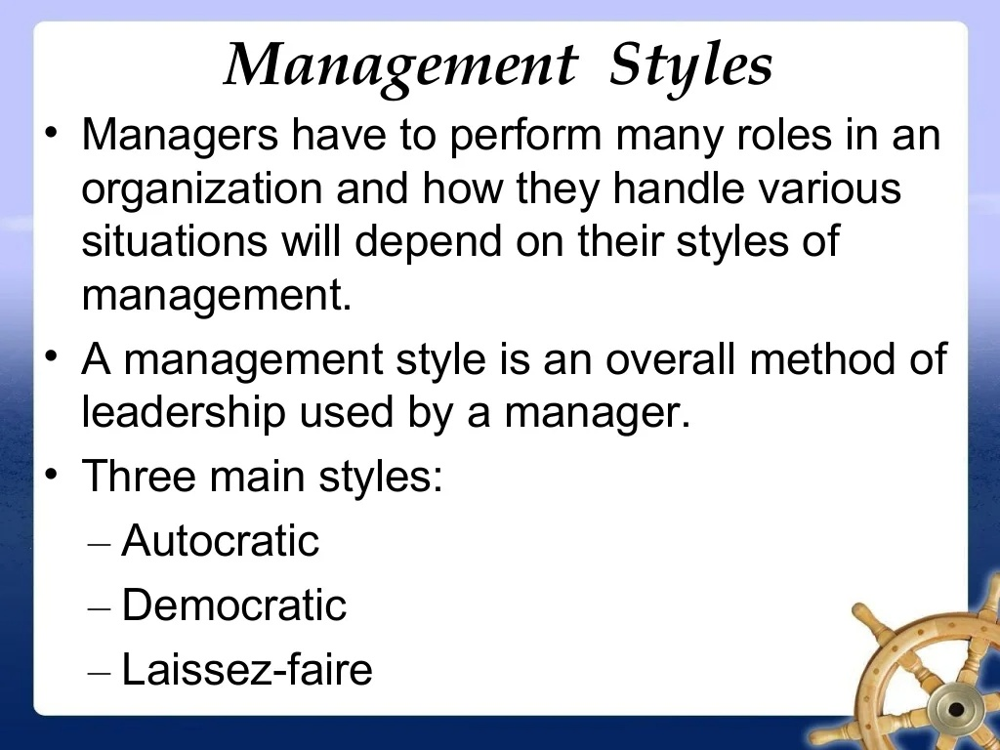 Management Styles
• Managers have to perform many roles in an
organization and how they handle various
situations will depend on their styles of
management.
• A management style is an overall method of
leadership used by a manager.
• Three main styles:
– Autocratic
– Democratic
– Laissez-faire